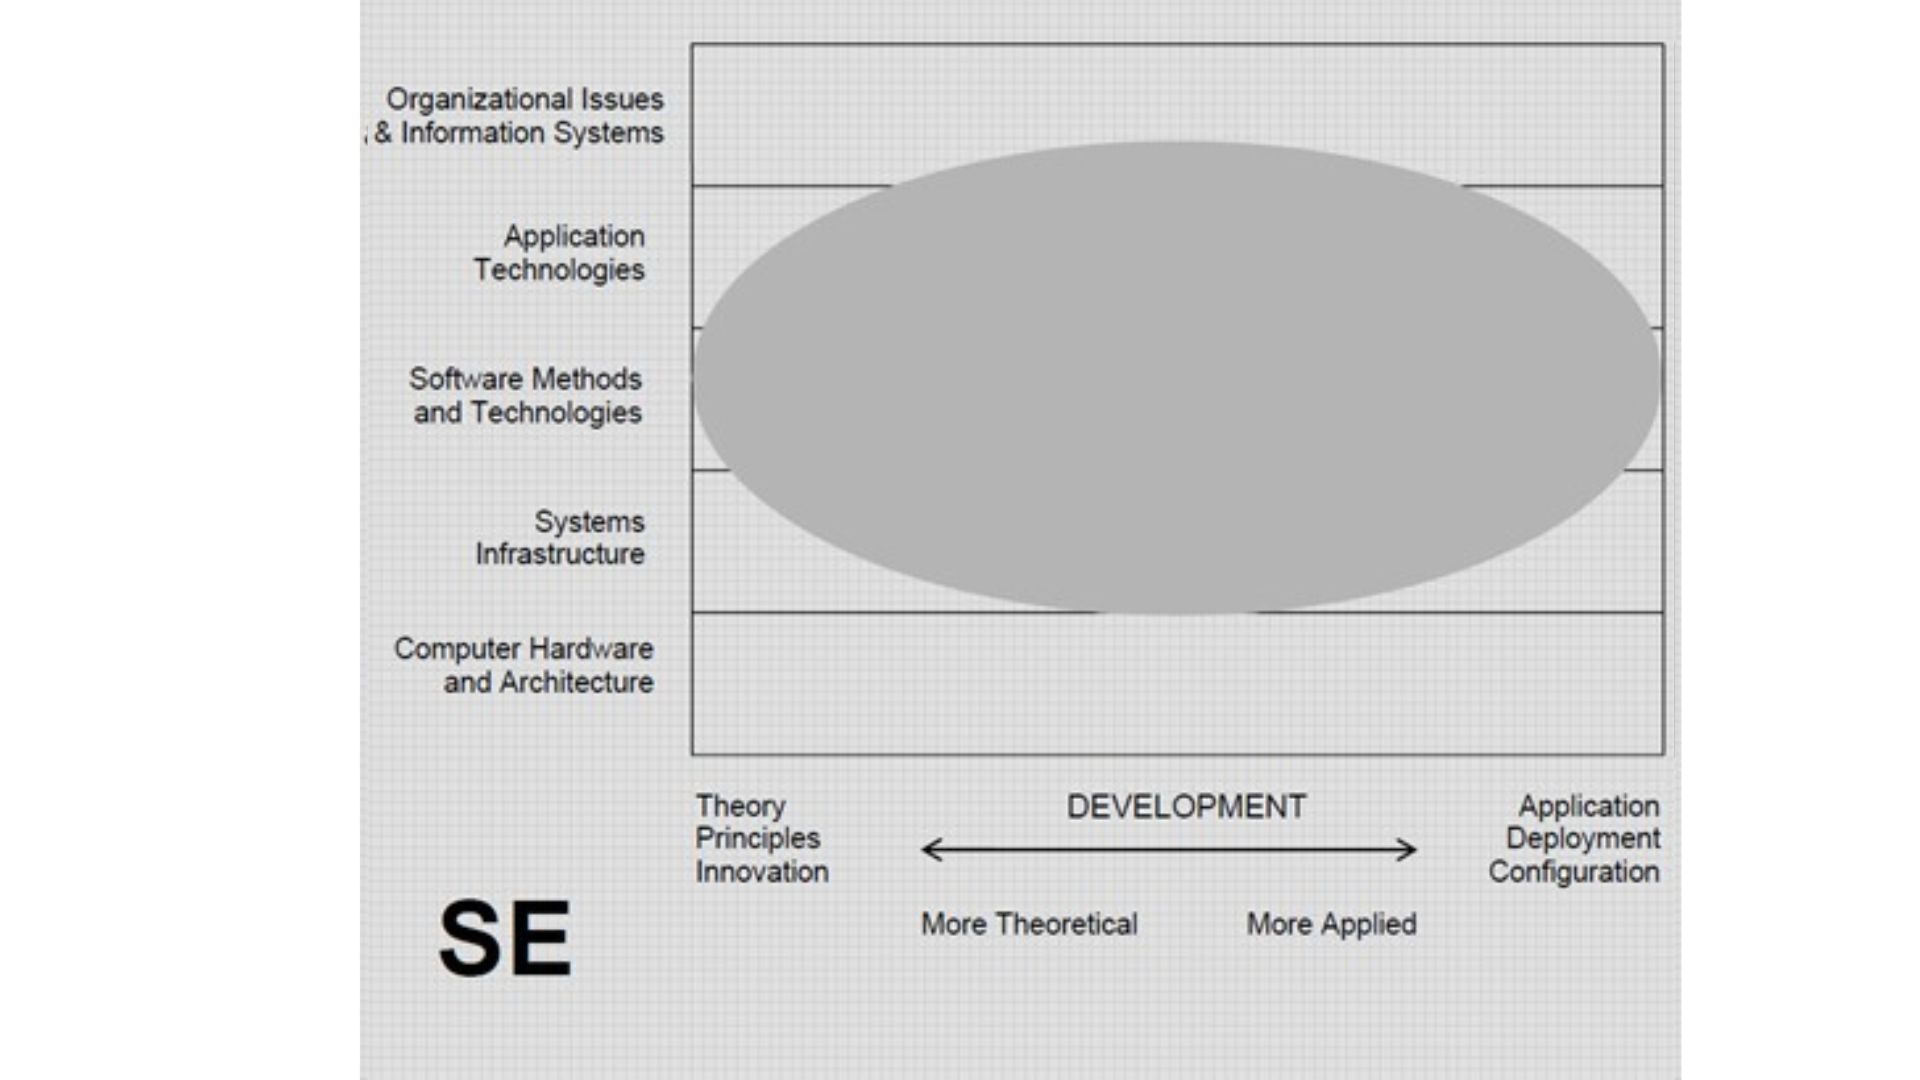 Organizational Issues
& Information Systems
Application
Technologies
Software Methods
and Technologies
Systems
Infrastructure
Computer Hardware
and Architecture
Theory
Principles
Innovation
DEVELOPMENT
Application
Deployment
Configuration
More Theoretical
More Applied
SE